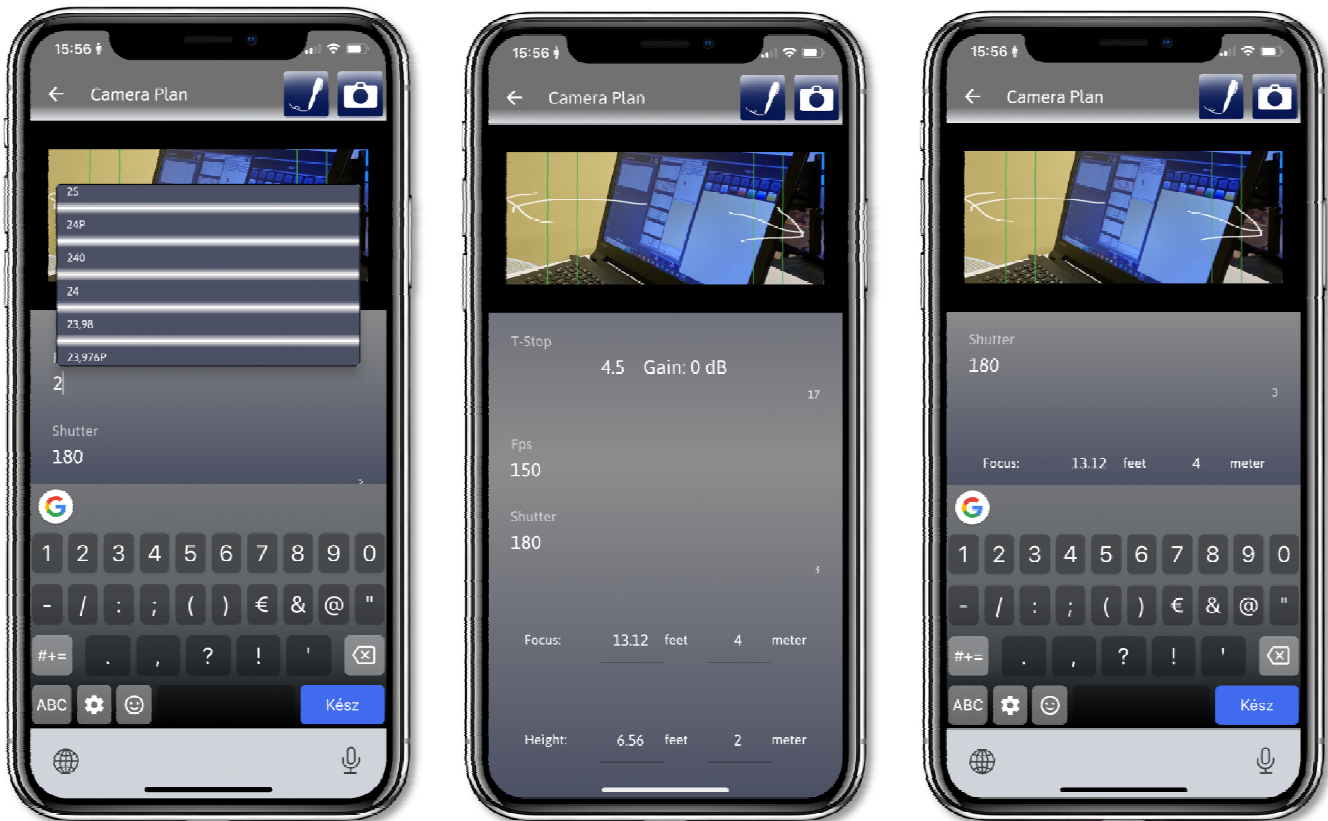 15:56
Camera Plan
25
24P
240
24
23,98
23,976P
2
Shutter
180
1 2 3 4 5 6 7 8 9 0
- / : ; ( ) € & @ "
#+= . , ? ! '
ABC Kész
15:56
Camera Plan
T-Stop
4.5 Gain: 0 dB
17
Fps
150
Shutter
180
3
Focus: 13.12 feet 4 meter
Height: 6.56 feet 2 meter
15:56
Camera Plan
Shutter
180
3
Focus: 13.12 feet 4 meter
G
1 2 3 4 5 6 7 8 9 0
- / : ; ( ) € & @ "
#+= . , ? ! '
ABC Kész